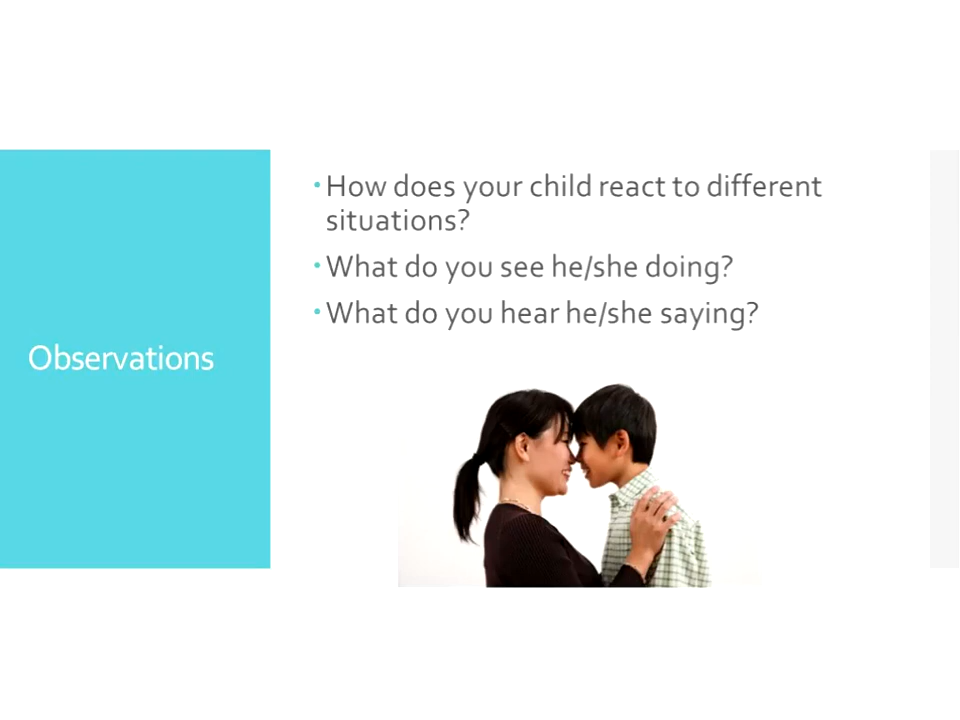 Observations
How does your child react to different
situations?
What do you see he/she doing?
What do you hear he/she saying?